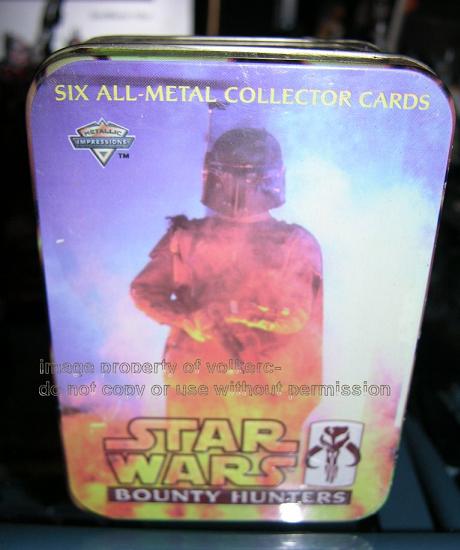 SIX ALL-METAL COLLECTOR CARDS
METALLIC
IMPRESSIONS
TM
image property of volkerc-
do not copy or use without permission
STAR
WARS
BOUNTY HUNTERS